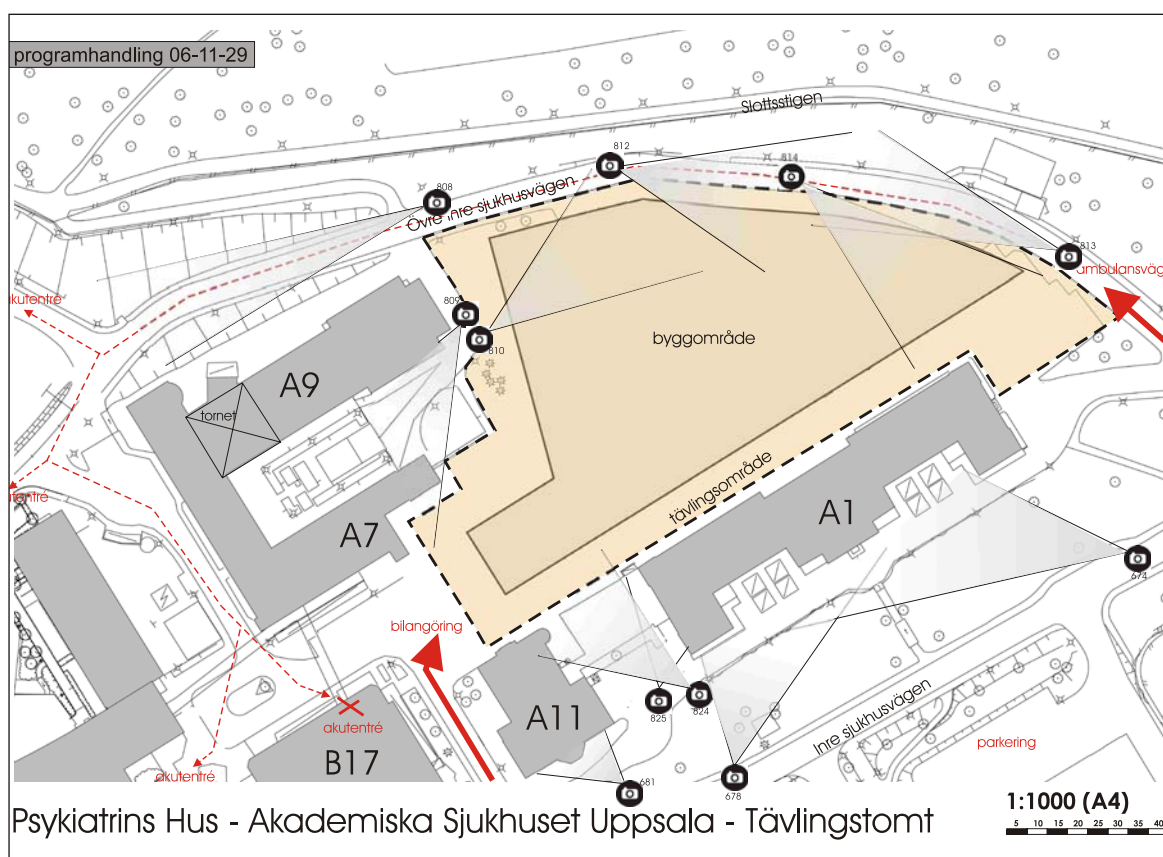 programhandling 06-11-29
Slottsstigen
812
814
808
Övre inre sjukhusvägen
813
ambulansväg
akutentré
809
810
byggområde
A9
tornet
tävlingsområde
akutentré
A1
A7
674
bilangöring
A11
825
824
Inre sjukhusvägen
akutentré
B17
parkering
akutentré
681
678
Psykiatrins Hus - Akademiska Sjukhuset Uppsala - Tävlingstomt
1:1000 (A4)
5 10 15 20 25 30 35 40